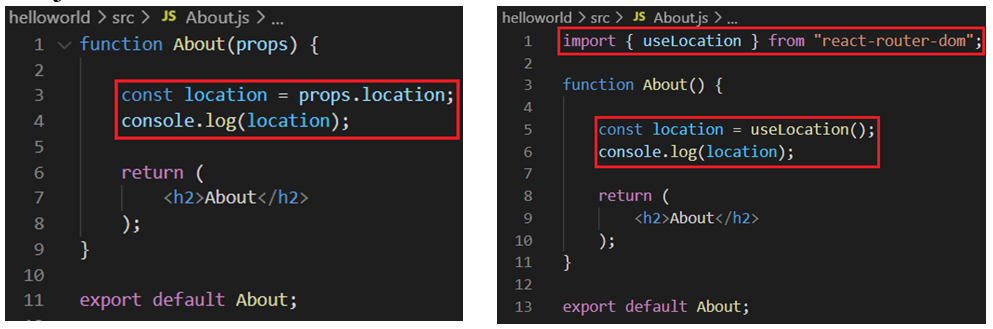 helloworld > src > JS About.js > ...
1 function About(props) {
2
3 const location = props.location;
4 console.log(location);
5
6 return (
7 <h2>About</h2>
8 );
9 }
10
11 export default About;
helloworld > src > JS About.js > ...
1 import { useLocation } from "react-router-dom";
2
3 function About() {
4
5 const location = useLocation();
6 console.log(location);
7
8 return (
9 <h2>About</h2>
10 );
11 }
12
13 export default About;